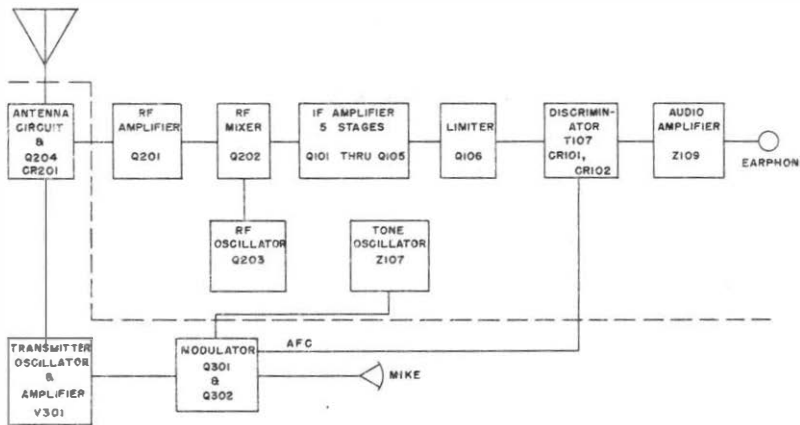 ANTENNA
CIRCUIT
&
Q204
CR201
RF
AMPLIFIER
Q201
RF
MIXER
Q202
IF AMPLIFIER
5 STAGES
Q101 THRU Q105
LIMITER
Q106
DISCRIMIN-
ATOR
T107
CR101,
CR102
AUDIO
AMPLIFIER
Z109
EARPHON
RF
OSCILLATOR
Q203
TONE
OSCILLATOR
Z107
TRANSMITTER
OSCILLATOR
&
AMPLIFIER
V301
MODULATOR
Q301
&
Q302
AFC
MIKE